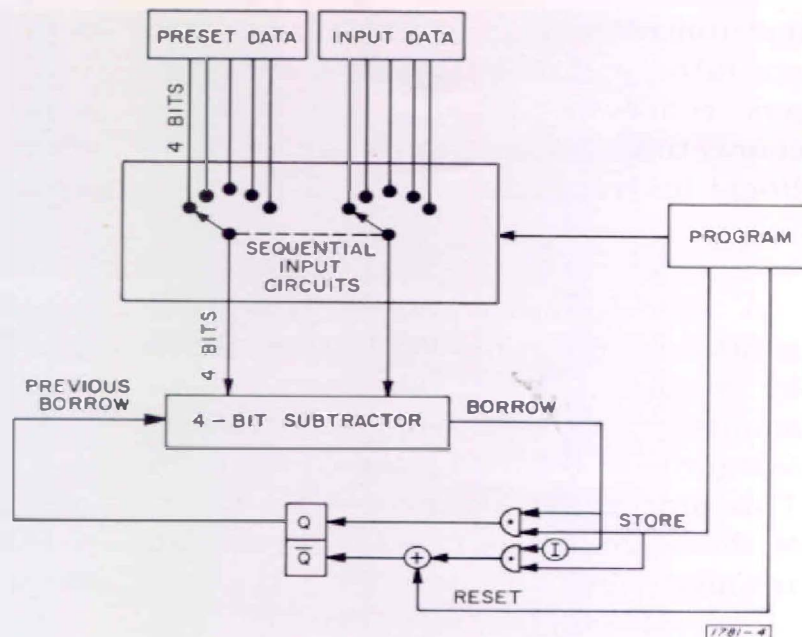 PRESET DATA
INPUT DATA
4 BITS
SEQUENTIAL
INPUT
CIRCUITS
PROGRAM
4 BITS
PREVIOUS
BORROW
4-BIT SUBTRACTOR
BORROW
Q
Q̅
STORE
I
+
RESET
1781-4